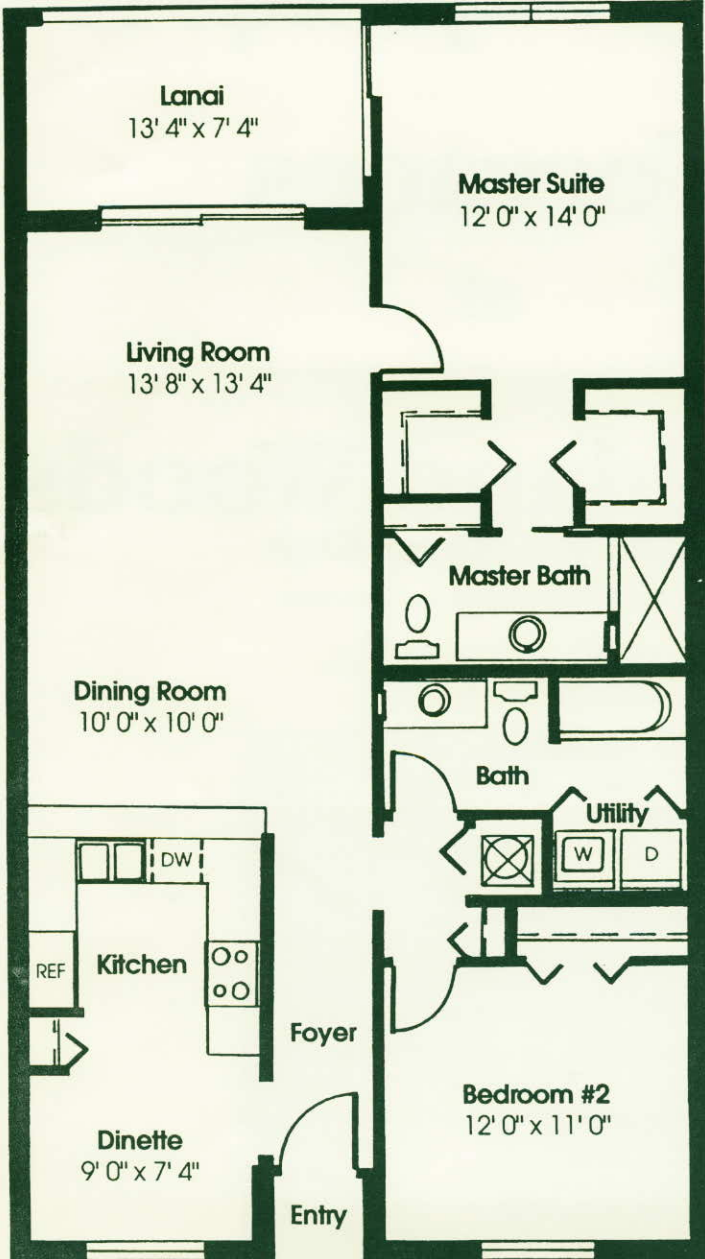 Lanai
13' 4" x 7' 4"
Master Suite
12' 0" x 14' 0"
Living Room
13' 8" x 13' 4"
Master Bath
Dining Room
10' 0" x 10' 0"
Bath
Utility
DW
W
D
REF
Kitchen
Foyer
Bedroom #2
12' 0" x 11' 0"
Dinette
9' 0" x 7' 4"
Entry